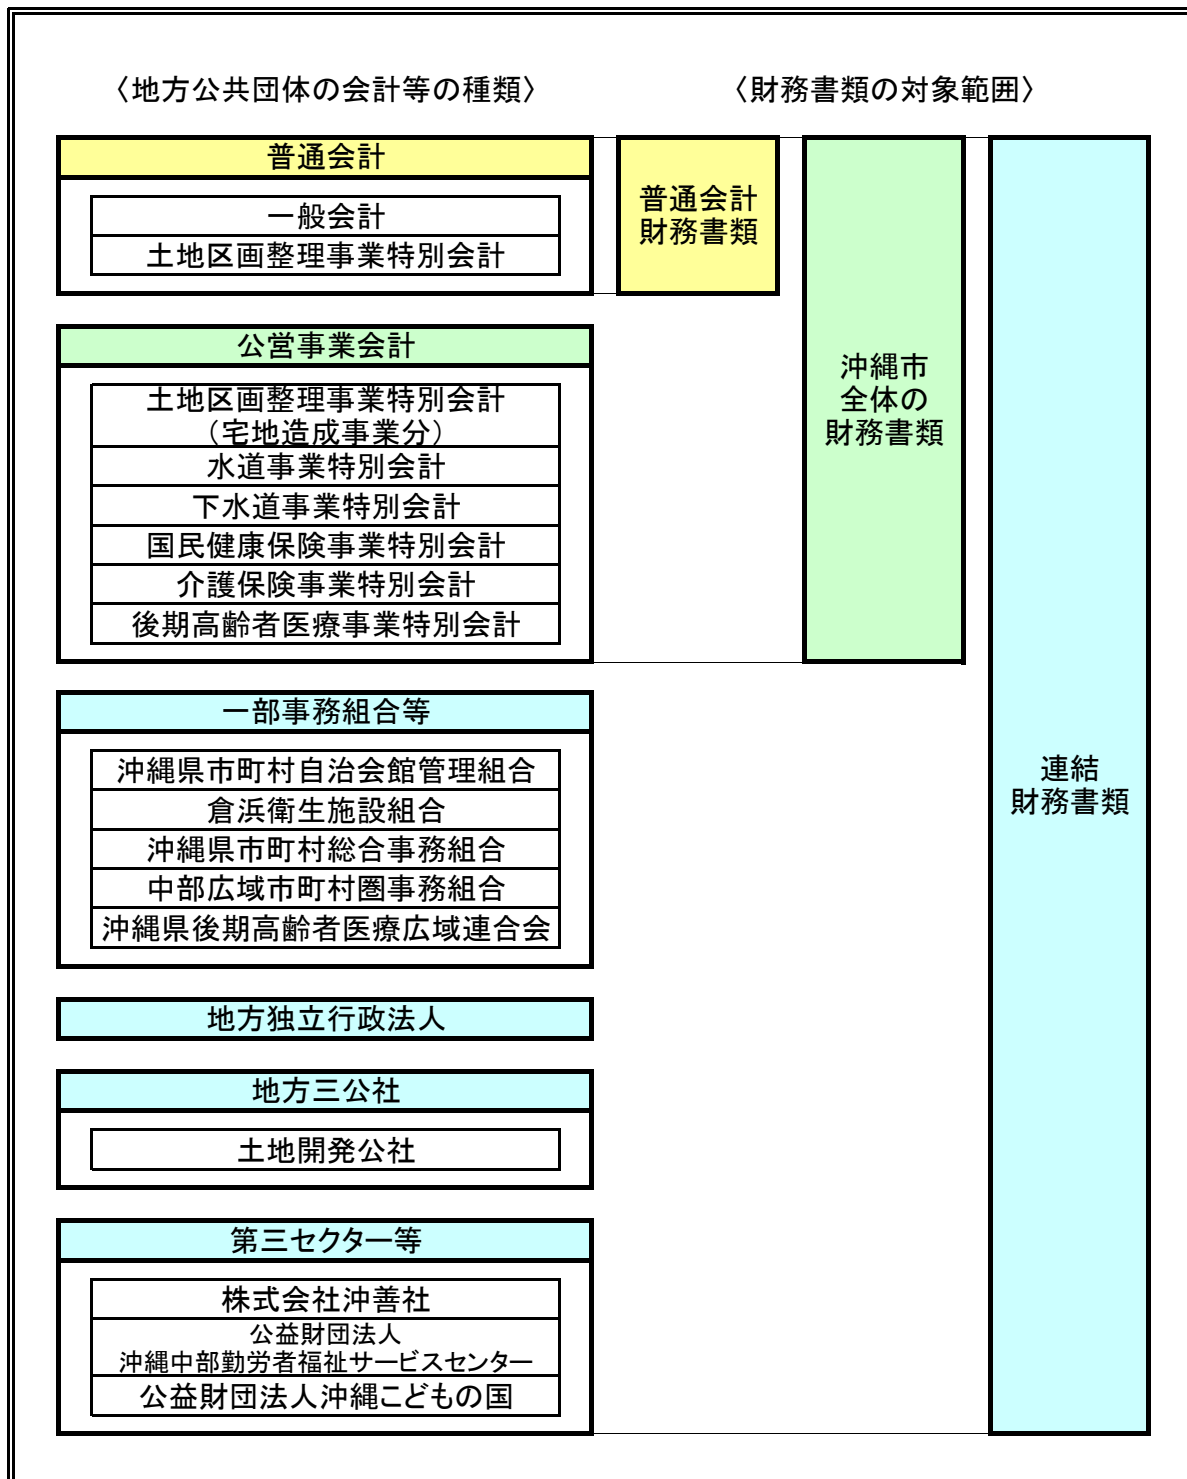 〈地方公共団体の会計等の種類〉
〈財務書類の対象範囲〉
普通会計
一般会計
土地区画整理事業特別会計
公営事業会計
土地区画整理事業特別会計
（宅地造成事業分）
水道事業特別会計
下水道事業特別会計
国民健康保険事業特別会計
介護保険事業特別会計
後期高齢者医療事業特別会計
一部事務組合等
沖縄県市町村自治会館管理組合
倉浜衛生施設組合
沖縄県市町村総合事務組合
中部広域市町村圏事務組合
沖縄県後期高齢者医療広域連合会
地方独立行政法人
地方三公社
土地開発公社
第三セクター等
株式会社沖善社
公益財団法人
沖縄中部勤労者福祉サービスセンター
公益財団法人沖縄こどもの国
普通会計
財務書類
沖縄市
全体の
財務書類
連結
財務書類